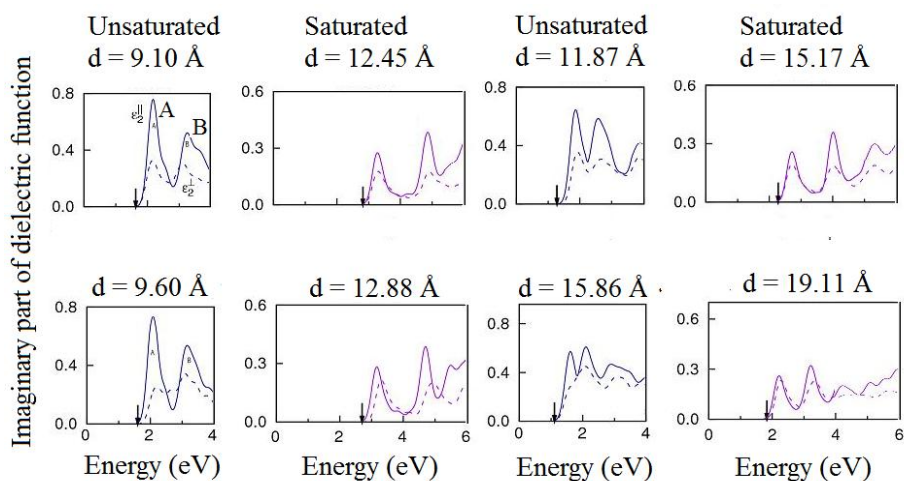 Unsaturated
d = 9.10 Å
Saturated
d = 12.45 Å
Unsaturated
d = 11.87 Å
Saturated
d = 15.17 Å
Imaginary part of dielectric function
0.8
0.4
0.0
ε₂^||
A
A
B
B
ε₂^⊥
0.6
0.3
0.0
0.8
0.4
0.0
0.6
0.3
0.0
d = 9.60 Å
d = 12.88 Å
d = 15.86 Å
d = 19.11 Å
0.8
0.4
0.0
A
B
0.6
0.3
0.0
0.8
0.4
0.0
0.6
0.3
0.0
0 2 4
0 2 4 6
0 2 4
0 2 4 6
Energy (eV)
Energy (eV)
Energy (eV)
Energy (eV)